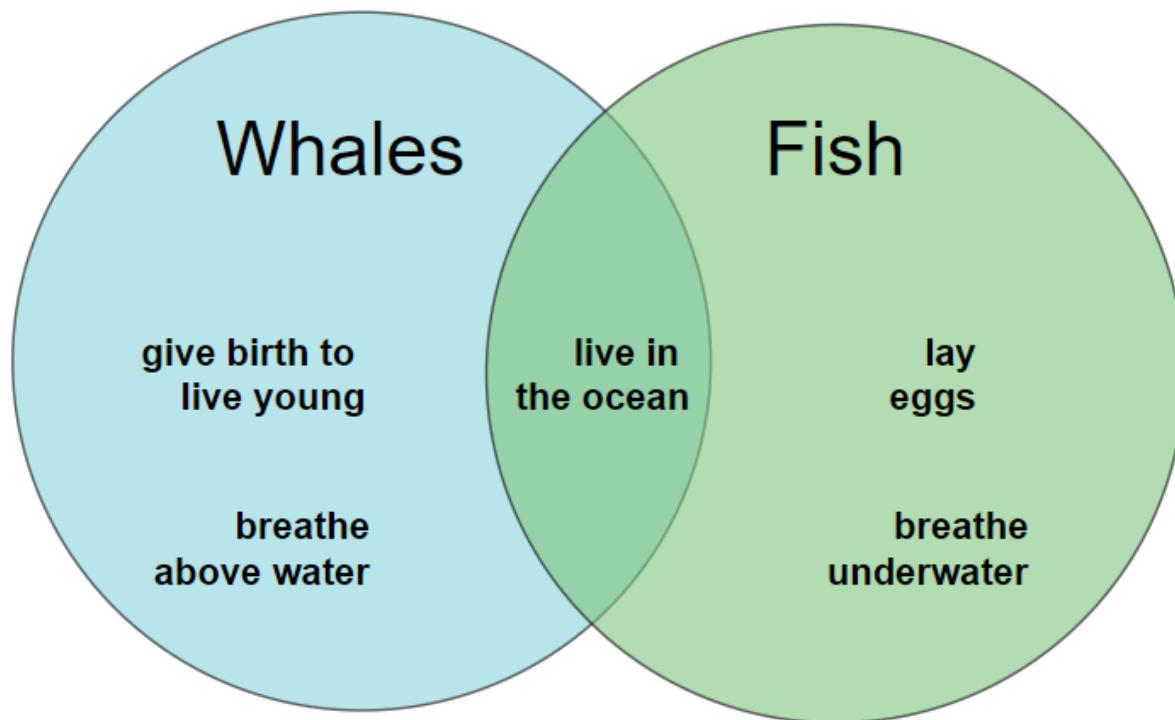 Whales
Fish
give birth to
live young
live in
the ocean
lay
eggs
breathe
above water
breathe
underwater